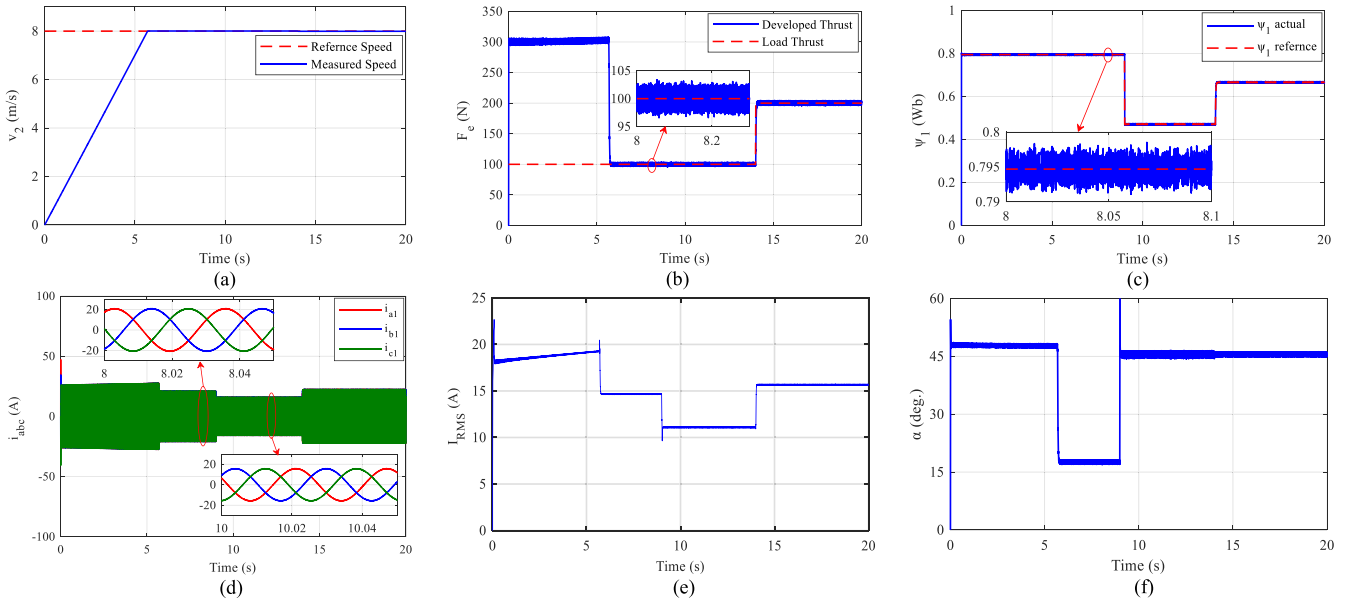 8
6
4
2
0
v2 (m/s)
Refernce Speed
Measured Speed
0 5 10 15 20
Time (s)
(a)
350
300
250
200
150
100
50
0
Fe (N)
Developed Thrust
Load Thrust
105
100
95
8 8.2
0 5 10 15 20
Time (s)
(b)
1
0.8
0.6
0.4
0.2
0
ψ1 (Wb)
ψ1 actual
ψ1 refernce
0.8
0.795
0.79
8 8.05 8.1
0 5 10 15 20
Time (s)
(c)
100
50
0
-50
-100
iabc (A)
20
0
-20
8 8.02 8.04
ia1
ib1
ic1
20
0
-20
10 10.02 10.04
0 5 10 15 20
Time (s)
(d)
25
20
15
10
5
0
IRMS (A)
0 5 10 15 20
Time (s)
(e)
60
45
30
15
0
α (deg.)
0 5 10 15 20
Time (s)
(f)